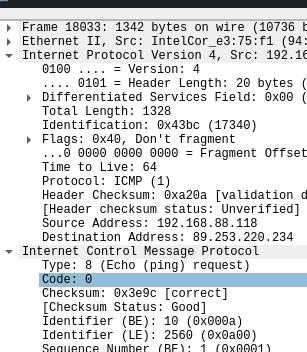 Frame 18033: 1342 bytes on wire (10736 b
Ethernet II, Src: IntelCor_e3:75:f1 (94:
Internet Protocol Version 4, Src: 192.16
0100 .... = Version: 4
.... 0101 = Header Length: 20 bytes (
Differentiated Services Field: 0x00 (
Total Length: 1328
Identification: 0x43bc (17340)
Flags: 0x40, Don't fragment
...0 0000 0000 0000 = Fragment Offset
Time to Live: 64
Protocol: ICMP (1)
Header Checksum: 0xa20a [validation d
[Header checksum status: Unverified]
Source Address: 192.168.88.118
Destination Address: 89.253.220.234
Internet Control Message Protocol
Type: 8 (Echo (ping) request)
Code: 0
Checksum: 0x3e9c [correct]
[Checksum Status: Good]
Identifier (BE): 10 (0x000a)
Identifier (LE): 2560 (0x0a00)
Sequence Number (BE): 1 (0x0001)